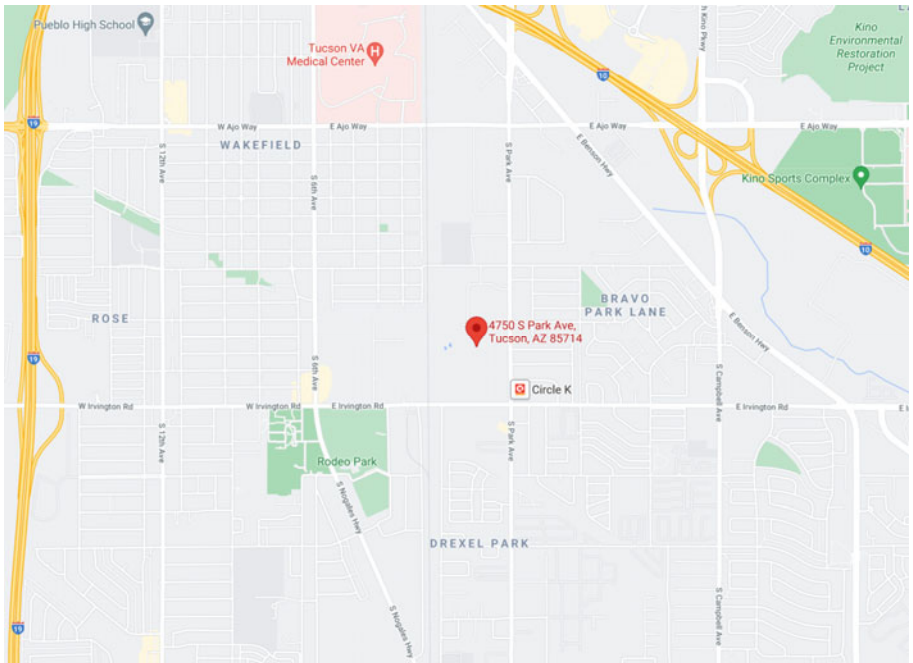 Pueblo High School
Tucson VA
Medical Center
10
Kino
Environmental
Restoration
Project
19
W Ajo Way
E Ajo Way
E Ajo Way
E Ajo Way
WAKEFIELD
S 12th Ave
S 6th Ave
S Park Ave
E Benson Hwy
Kino Pkwy
Kino Sports Complex
10
ROSE
BRAVO
PARK LANE
4750 S Park Ave,
Tucson, AZ 85714
E Benson Hwy
19
S 6th Ave
S Campbell Ave
Circle K
W Irvington Rd
W Irvington Rd
E Irvington Rd
E Irvington Rd
S 12th Ave
S Park Ave
Rodeo Park
S Nogales Hwy
DREXEL PARK
S Campbell Ave
S Nogales Hwy
19